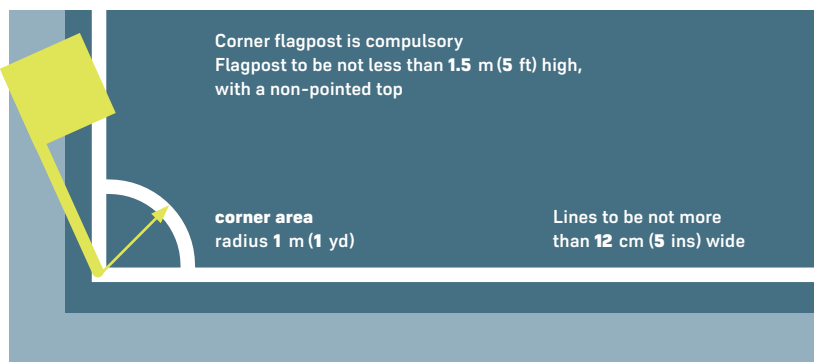 Corner flagpost is compulsory
Flagpost to be not less than 1.5 m (5 ft) high,
with a non-pointed top
corner area
radius 1 m (1 yd)
Lines to be not more
than 12 cm (5 ins) wide